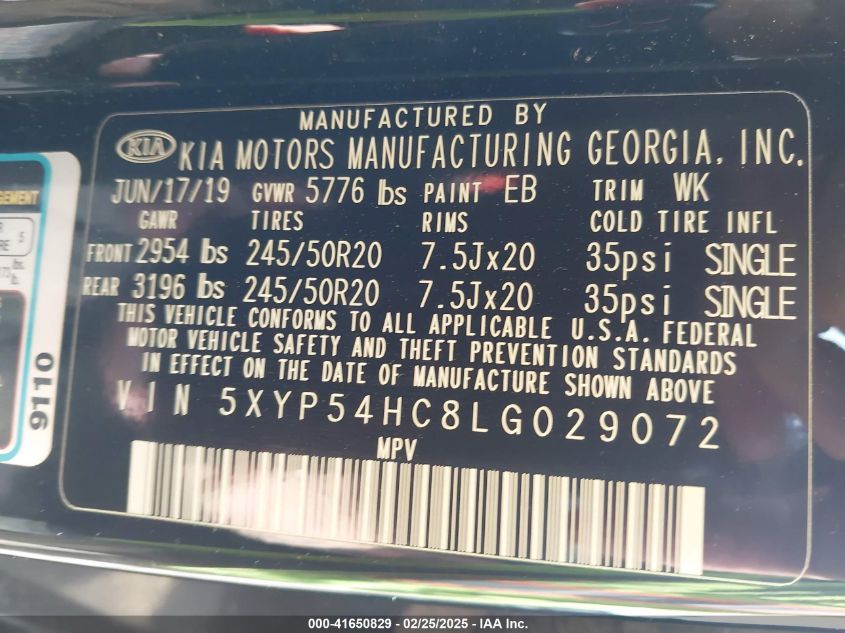 MANUFACTURED BY
KIA KIA MOTORS MANUFACTURING GEORGIA, INC.
JUN/17/19 GVWR 5776 lbs PAINT EB TRIM WK
GAWR TIRES RIMS COLD TIRE INFL
FRONT 2954 lbs 245/50R20 7.5Jx20 35psi SINGLE
REAR 3196 lbs 245/50R20 7.5Jx20 35psi SINGLE
THIS VEHICLE CONFORMS TO ALL APPLICABLE U.S.A. FEDERAL
MOTOR VEHICLE SAFETY AND THEFT PREVENTION STANDARDS
IN EFFECT ON THE DATE OF MANUFACTURE SHOWN ABOVE
VIN 5XYP54HC8LG029072
MPV
9110
000-41650829 - 02/25/2025 - IAA Inc.